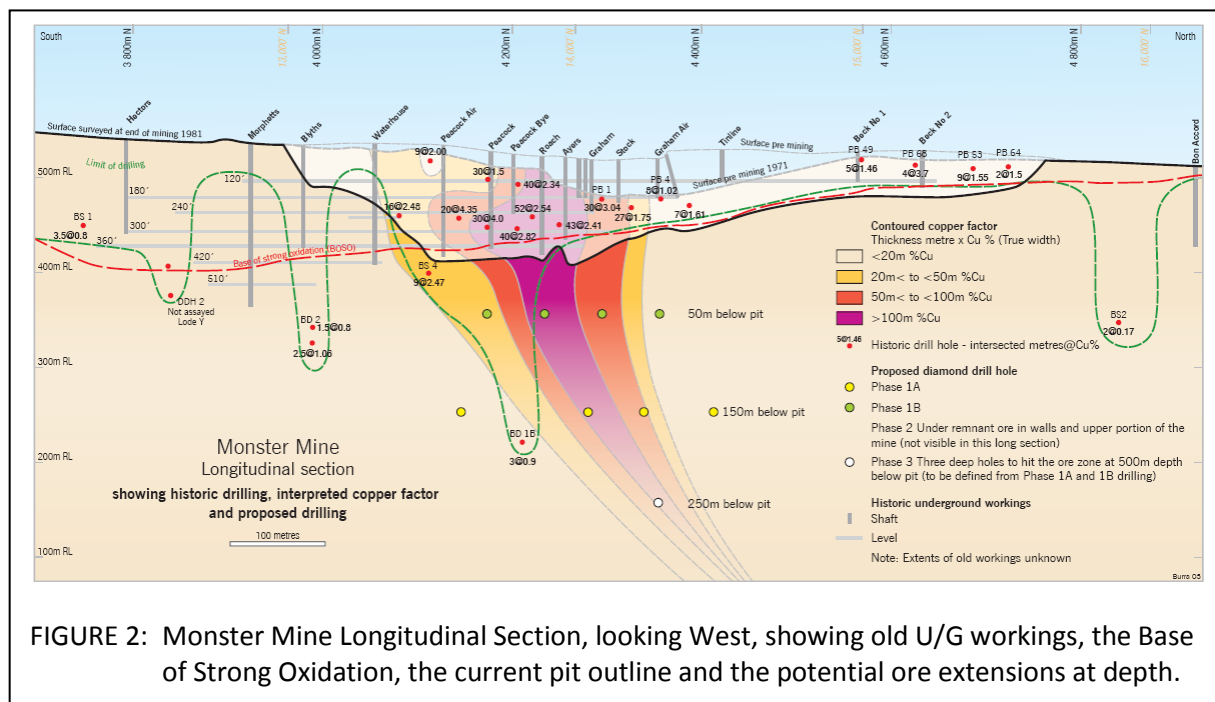 South
North
3 800m N
13,000' N
4 000m N
4 200m N
14,000' N
4 400m N
15,000' N
4 600m N
4 800m N
16,000' N
Hectors
Morphetts
Blyths
Waterhouse
Peacock Air
Peacock
Peacock Bye
Roach
Ayers
Graham
Stock
Graham Air
Tinline
Beck No 1
Beck No 2
Bon Accord
Surface surveyed at end of mining 1981
Surface pre mining
Surface pre mining 1971
Limit of drilling
Base of strong oxidation (BOSO)
500m RL
400m RL
300m RL
200m RL
100m RL
120'
180'
240'
300'
360'
420'
510'
BS 1
3.5@0.8
DDH 2
Not assayed
Lode Y
BD 2
1.5@0.8
2.5@1.06
9@2.00
16@2.48
20@4.35
30@1.5
30@4.0
40@2.34
52@2.54
40@2.82
43@2.41
PB 1
30@3.04
27@1.75
PB 4
8@1.02
7@1.61
BS 4
9@2.47
BD 1B
3@0.9
PB 49
5@1.46
4@3.7
PB 53
9@1.55
PB 64
2@1.5
BS2
2@0.17
50m below pit
150m below pit
250m below pit
Contoured copper factor
Thickness metre x Cu % (True width)
<20m %Cu
20m< to <50m %Cu
50m< to <100m %Cu
>100m %Cu
5@1.46
Historic drill hole - intersected metres@Cu%
Proposed diamond drill hole
Phase 1A
Phase 1B
Phase 2 Under remnant ore in walls and upper portion of the
mine (not visible in this long section)
Phase 3 Three deep holes to hit the ore zone at 500m depth
below pit (to be defined from Phase 1A and 1B drilling)
Historic underground workings
Shaft
Level
Note: Extents of old workings unknown
Monster Mine
Longitudinal section
showing historic drilling, interpreted copper factor
and proposed drilling
100 metres
Burra 05
FIGURE 2: Monster Mine Longitudinal Section, looking West, showing old U/G workings, the Base
of Strong Oxidation, the current pit outline and the potential ore extensions at depth.